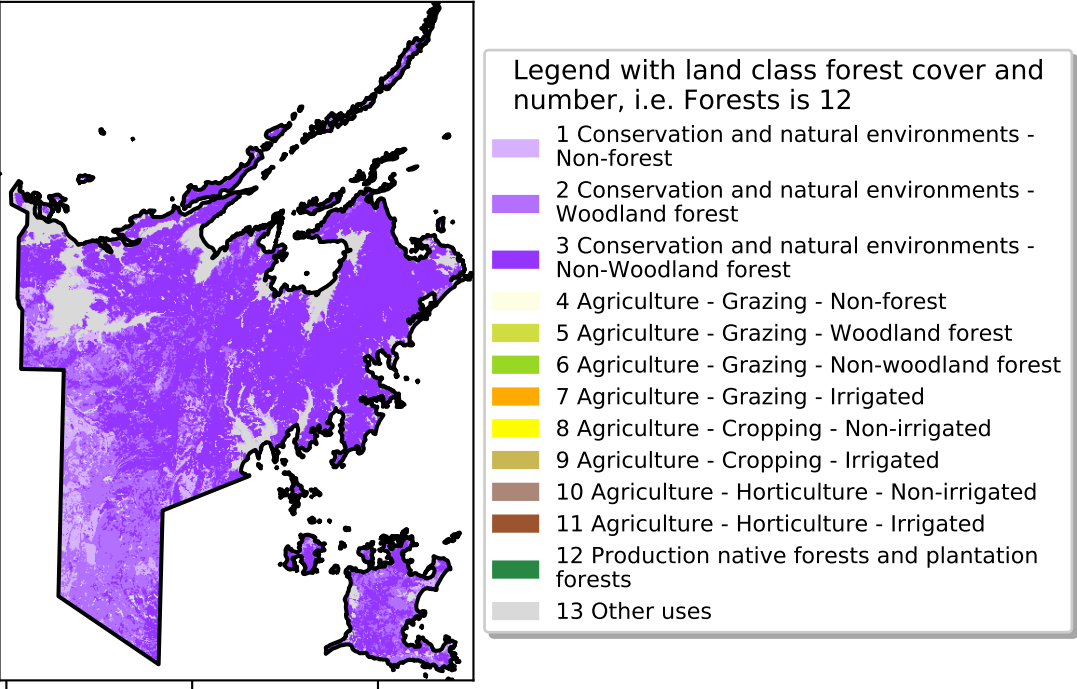 Legend with land class forest cover and
number, i.e. Forests is 12
1 Conservation and natural environments -
Non-forest
2 Conservation and natural environments -
Woodland forest
3 Conservation and natural environments -
Non-Woodland forest
4 Agriculture - Grazing - Non-forest
5 Agriculture - Grazing - Woodland forest
6 Agriculture - Grazing - Non-woodland forest
7 Agriculture - Grazing - Irrigated
8 Agriculture - Cropping - Non-irrigated
9 Agriculture - Cropping - Irrigated
10 Agriculture - Horticulture - Non-irrigated
11 Agriculture - Horticulture - Irrigated
12 Production native forests and plantation
forests
13 Other uses